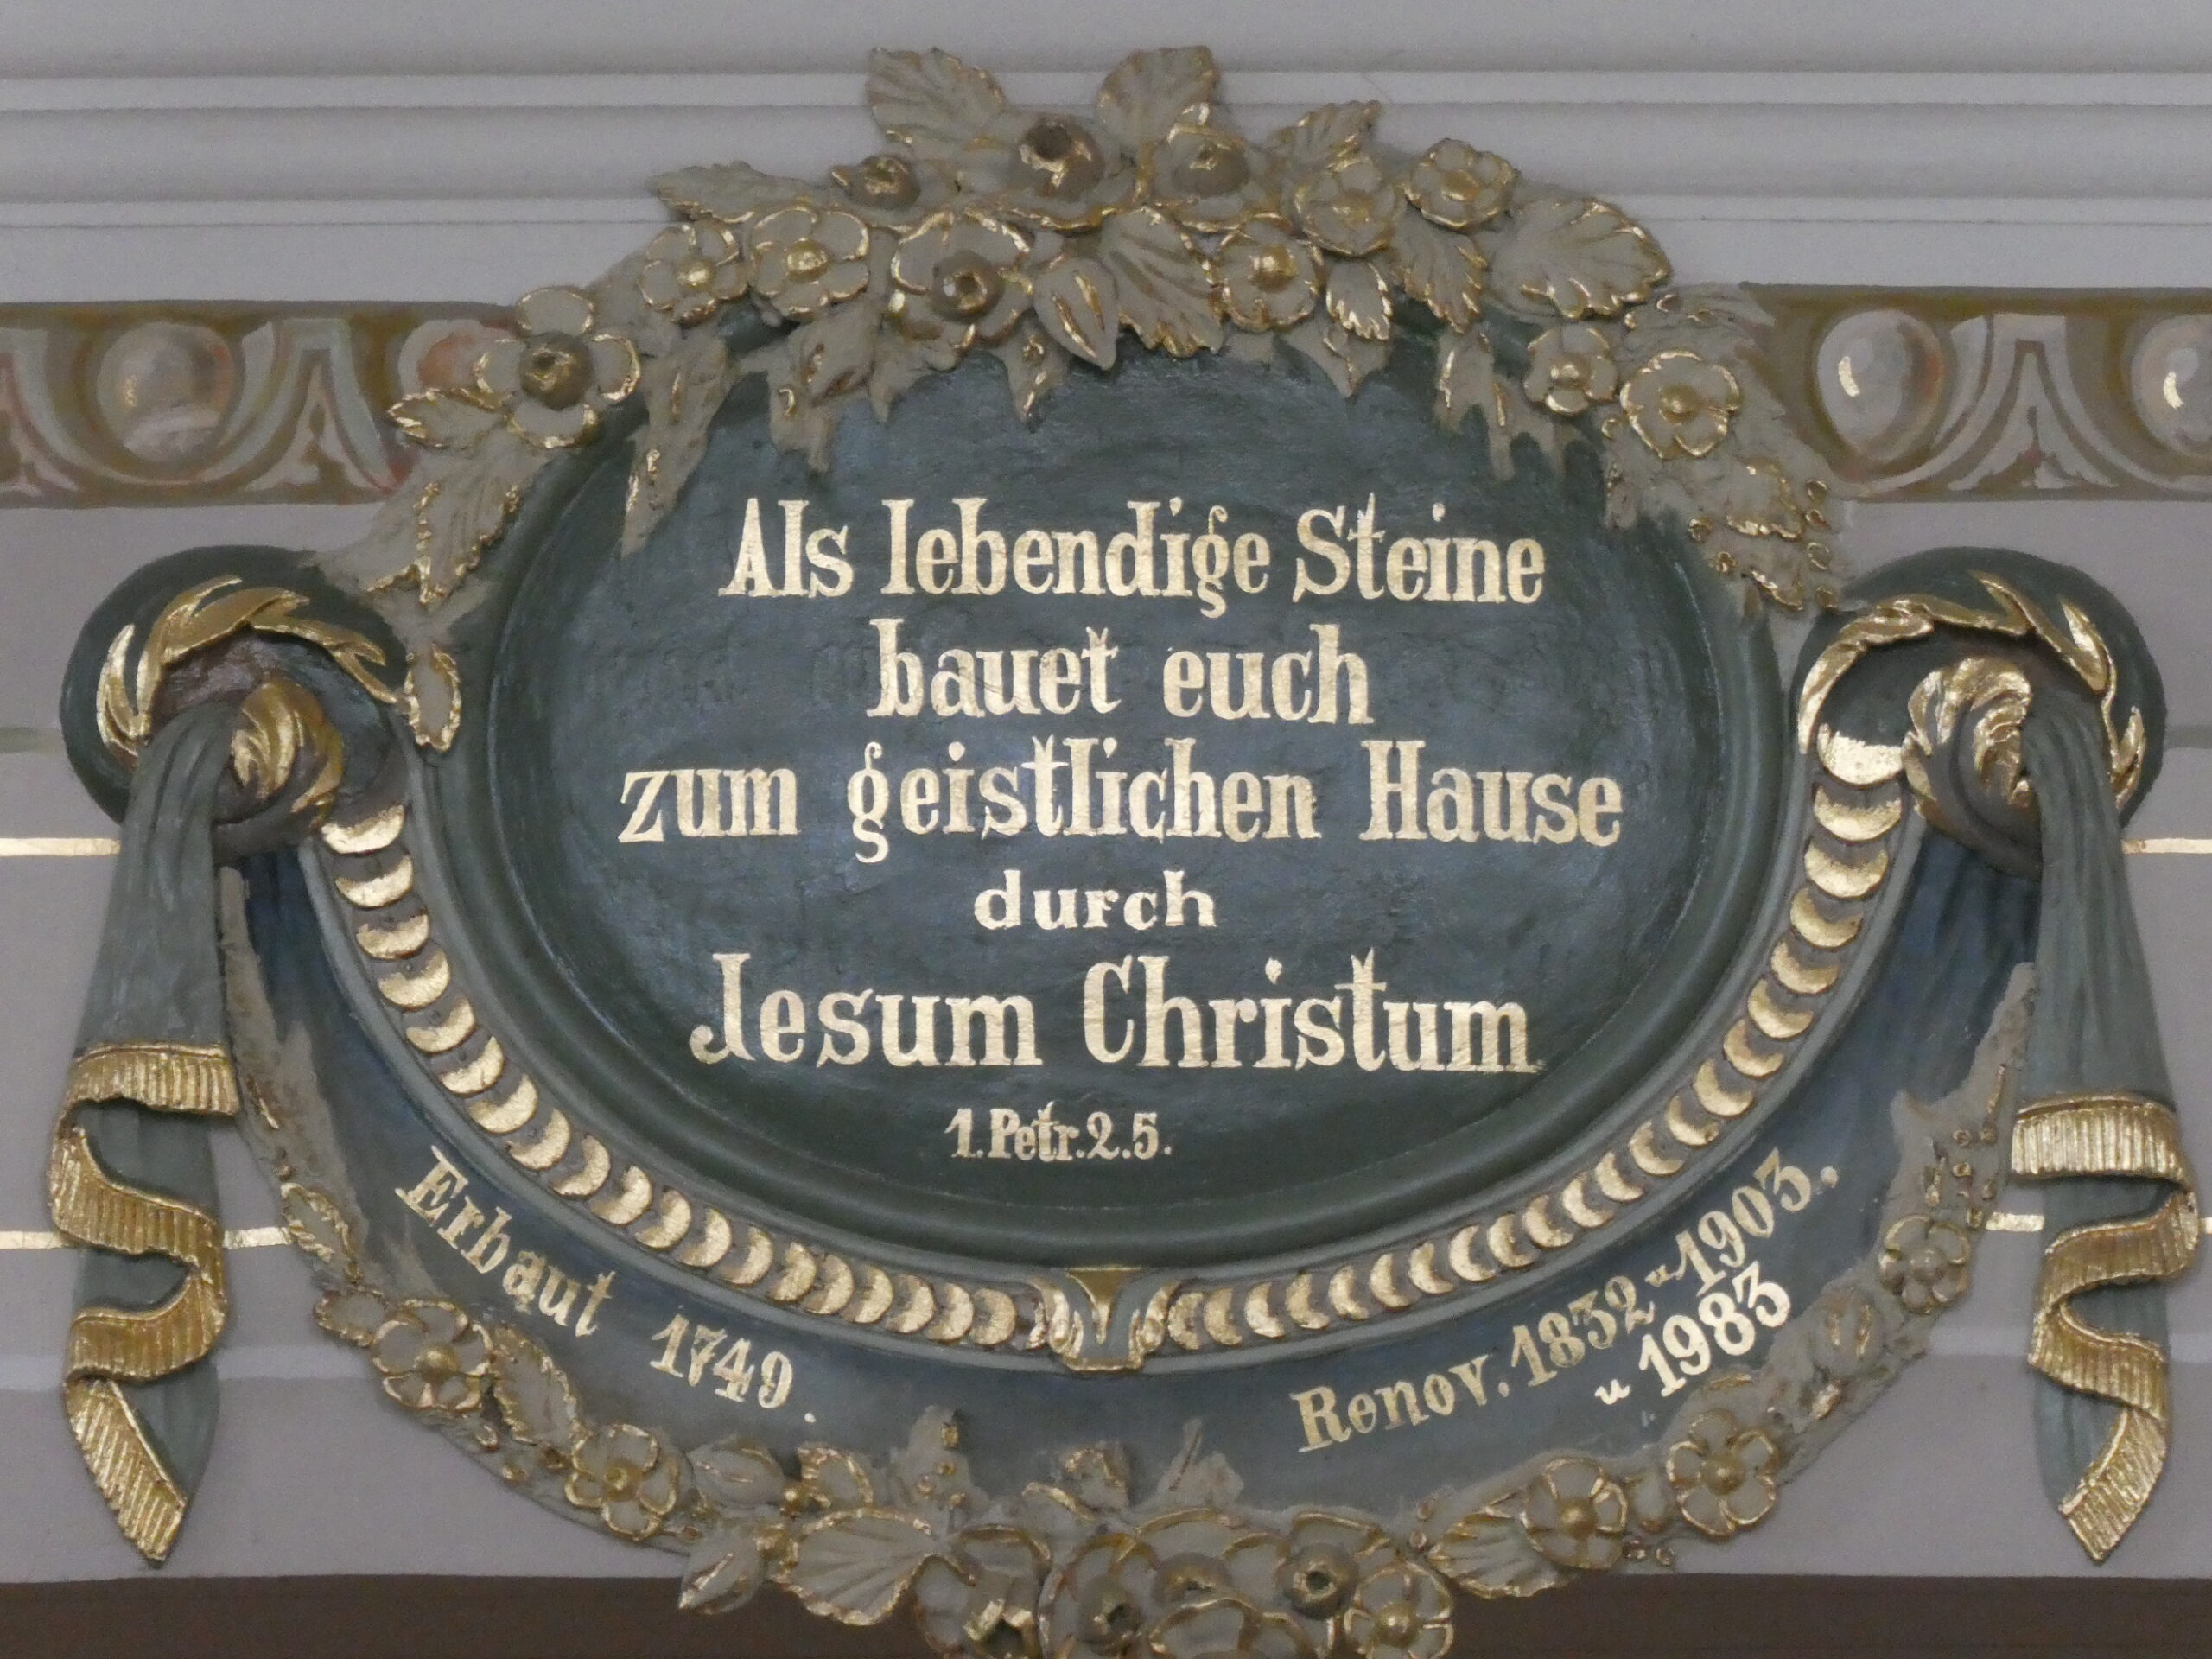 Als lebendige Steine
bauet euch
zum geistlichen Hause
durch
Jesum Christum
1. Petr. 2. 5.
Erbaut 1749.
Renov. 1832 u 1903.
u 1983